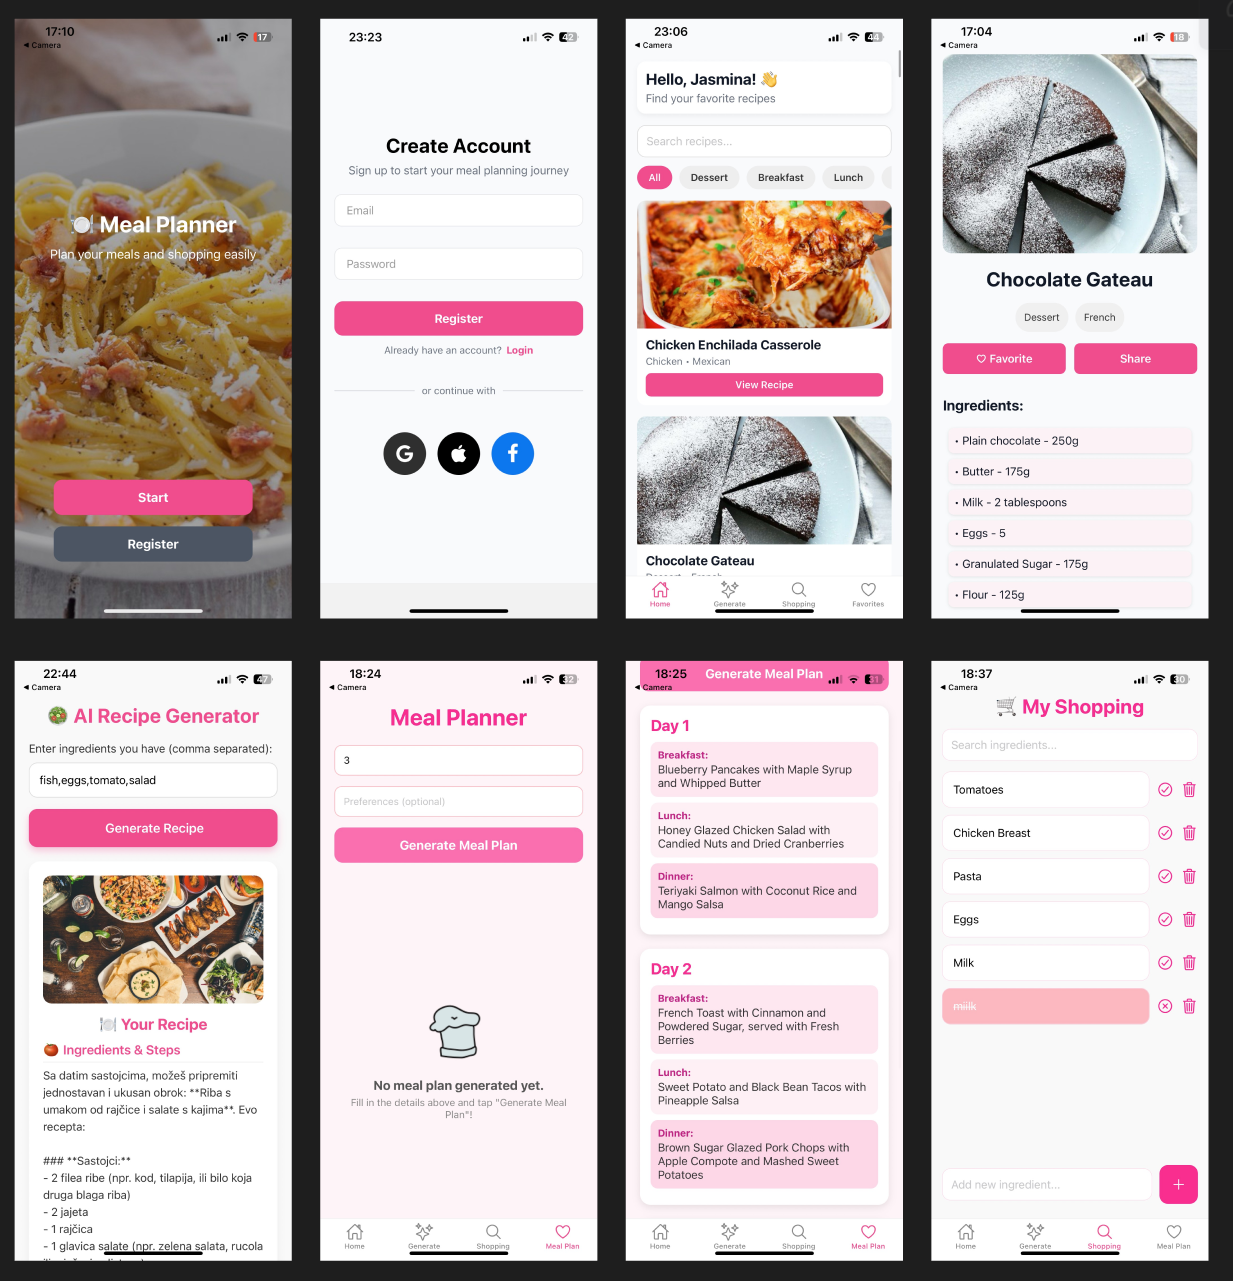 17:10
17
◀ Camera
🍽️ Meal Planner
Plan your meals and shopping easily
Start
Register
23:23
42
Create Account
Sign up to start your meal planning journey
Email
Password
Register
Already have an account? Login
or continue with
G
f
23:06
44
◀ Camera
Hello, Jasmina! 👋
Find your favorite recipes
Search recipes...
All Dessert Breakfast Lunch
Chicken Enchilada Casserole
Chicken • Mexican
View Recipe
Chocolate Gateau
Dessert • French
Home Generate Shopping Favorites
17:04
18
◀ Camera
Chocolate Gateau
Dessert French
♡ Favorite Share
Ingredients:
• Plain chocolate - 250g
• Butter - 175g
• Milk - 2 tablespoons
• Eggs - 5
• Granulated Sugar - 175g
• Flour - 125g
22:44
47
◀ Camera
🥗 AI Recipe Generator
Enter ingredients you have (comma separated):
fish,eggs,tomato,salad
Generate Recipe
🍽️ Your Recipe
🍅 Ingredients & Steps
Sa datim sastojcima, možeš pripremiti
jednostavan i ukusan obrok: **Riba s
umakom od rajčice i salate s kajima**. Evo
recepta:
### **Sastojci:**
- 2 filea ribe (npr. kod, tilapija, ili bilo koja
druga blaga riba)
- 2 jajeta
- 1 rajčica
- 1 glavica salate (npr. zelena salata, rucola
18:24
32
◀ Camera
Meal Planner
3
Preferences (optional)
Generate Meal Plan
No meal plan generated yet.
Fill in the details above and tap "Generate Meal
Plan"!
Home Generate Shopping Meal Plan
18:25
31
◀ Camera
Generate Meal Plan
Day 1
Breakfast:
Blueberry Pancakes with Maple Syrup
and Whipped Butter
Lunch:
Honey Glazed Chicken Salad with
Candied Nuts and Dried Cranberries
Dinner:
Teriyaki Salmon with Coconut Rice and
Mango Salsa
Day 2
Breakfast:
French Toast with Cinnamon and
Powdered Sugar, served with Fresh
Berries
Lunch:
Sweet Potato and Black Bean Tacos with
Pineapple Salsa
Dinner:
Brown Sugar Glazed Pork Chops with
Apple Compote and Mashed Sweet
Potatoes
Home Generate Shopping Meal Plan
18:37
30
◀ Camera
🛒 My Shopping
Search ingredients...
Tomatoes
Chicken Breast
Pasta
Eggs
Milk
miilk
Add new ingredient...
+
Home Generate Shopping Meal Plan